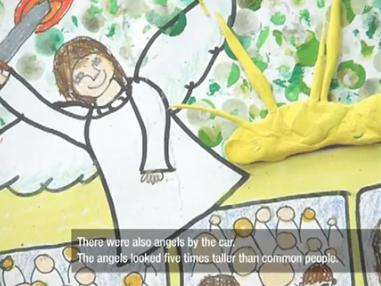 There were also angels by the car.
The angels looked five times taller than common people.